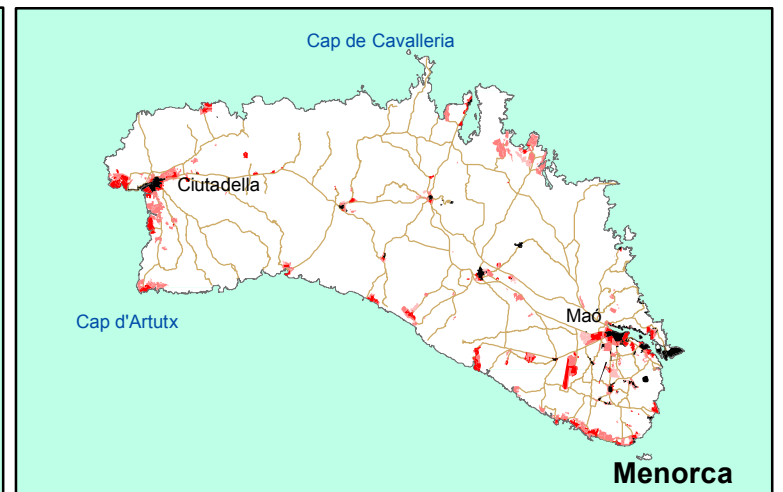 Cap de Cavalleria
Ciutadella
Cap d'Artutx
Maó
Menorca